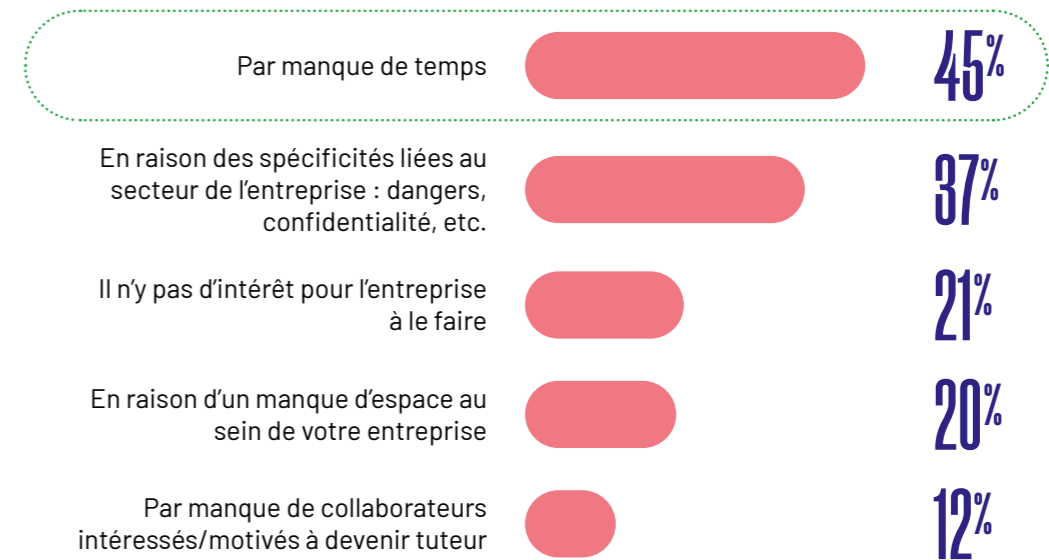 Par manque de temps
45%
En raison des spécificités liées au
secteur de l'entreprise : dangers,
confidentialité, etc.
37%
Il n'y pas d'intérêt pour l'entreprise
à le faire
21%
En raison d'un manque d'espace au
sein de votre entreprise
20%
Par manque de collaborateurs
intéressés/motivés à devenir tuteur
12%